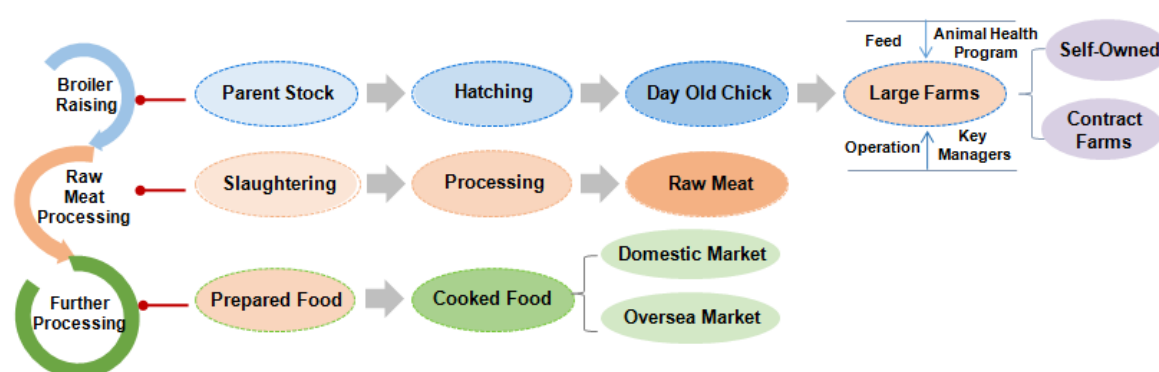 Broiler
Raising
Parent Stock
Hatching
Day Old Chick
Feed
Animal Health
Program
Large Farms
Operation
Key
Managers
Self-Owned
Contract
Farms
Raw
Meat
Processing
Slaughtering
Processing
Raw Meat
Further
Processing
Prepared Food
Cooked Food
Domestic Market
Oversea Market